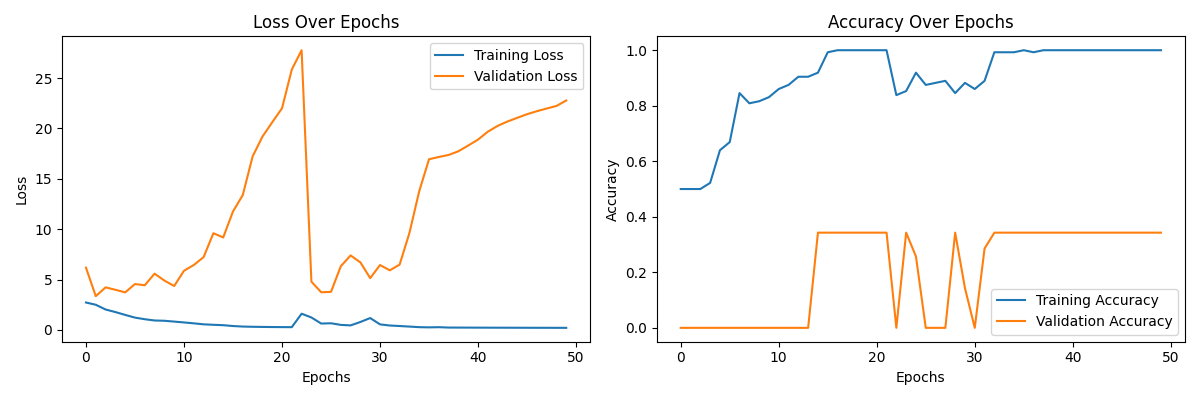 Loss Over Epochs
Training Loss
Validation Loss
25
20
15
10
5
0
Loss
0 10 20 30 40 50
Epochs
Accuracy Over Epochs
1.0
0.8
0.6
0.4
0.2
0.0
Accuracy
Training Accuracy
Validation Accuracy
0 10 20 30 40 50
Epochs